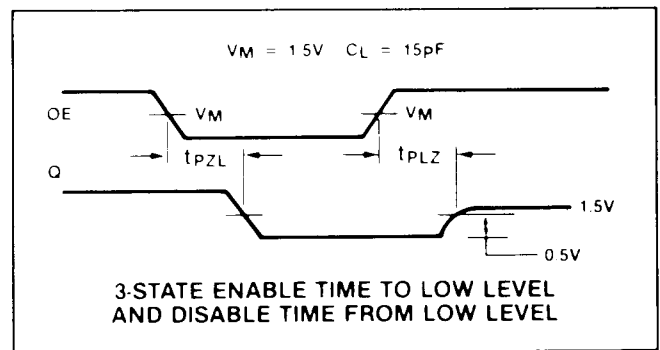 VM = 1.5V CL = 15pF
OE
VM
VM
tPZL
tPLZ
Q
1.5V
0.5V
3-STATE ENABLE TIME TO LOW LEVEL
AND DISABLE TIME FROM LOW LEVEL